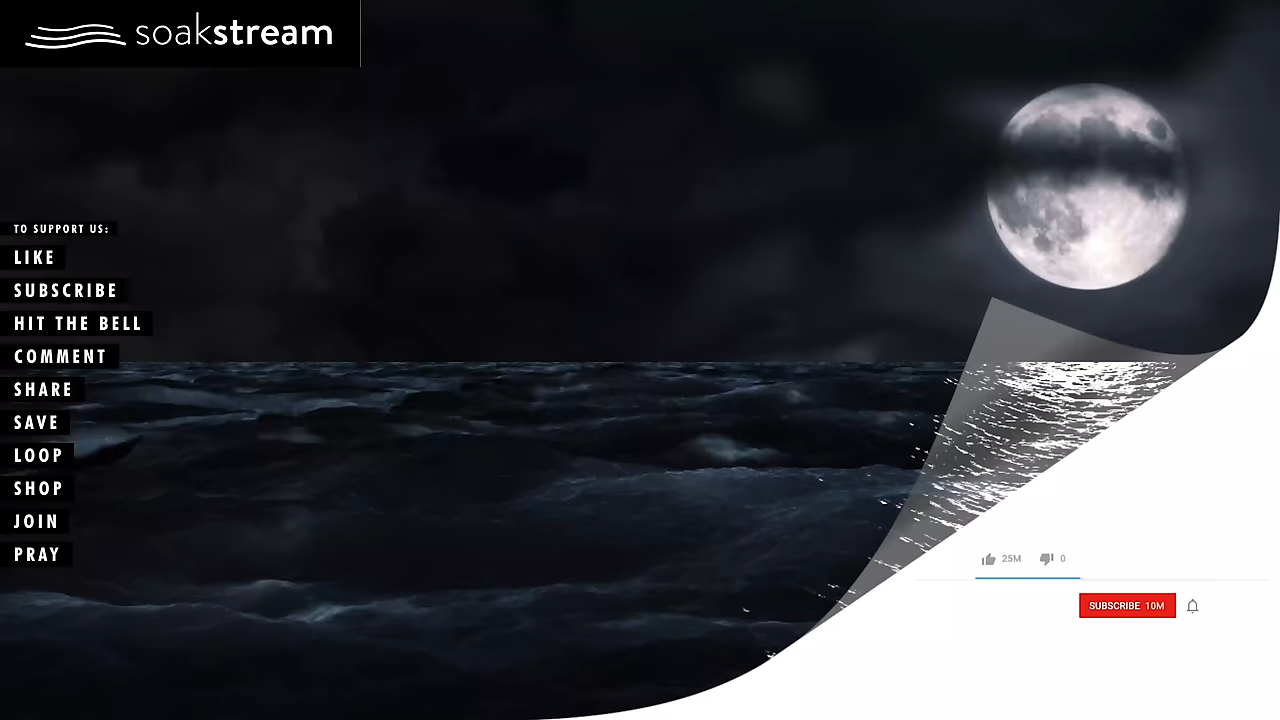 soakstream
TO SUPPORT US:
LIKE
SUBSCRIBE
HIT THE BELL
COMMENT
SHARE
SAVE
LOOP
SHOP
JOIN
PRAY
25M 0
SUBSCRIBE 10M